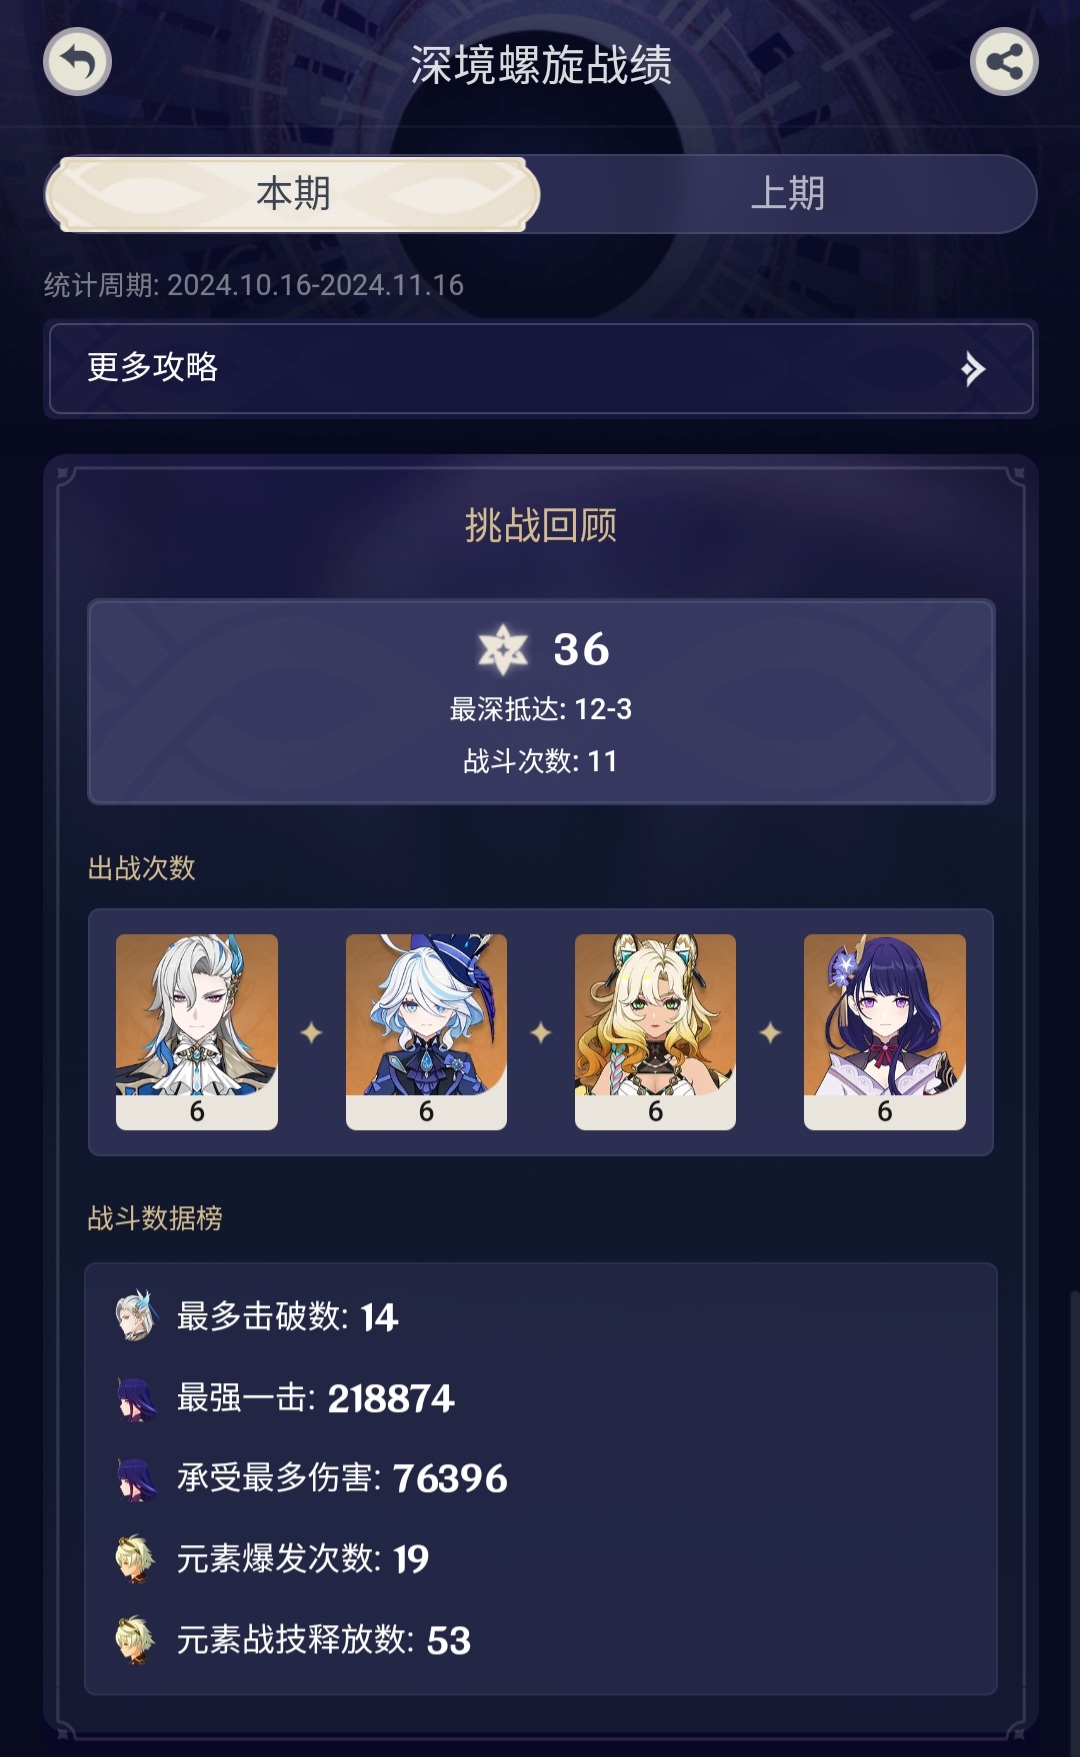 深境螺旋战绩
本期
上期
统计周期: 2024.10.16-2024.11.16
更多攻略
挑战回顾
36
最深抵达: 12-3
战斗次数: 11
出战次数
6
6
6
6
战斗数据榜
最多击破数: 14
最强一击: 218874
承受最多伤害: 76396
元素爆发次数: 19
元素战技释放数: 53